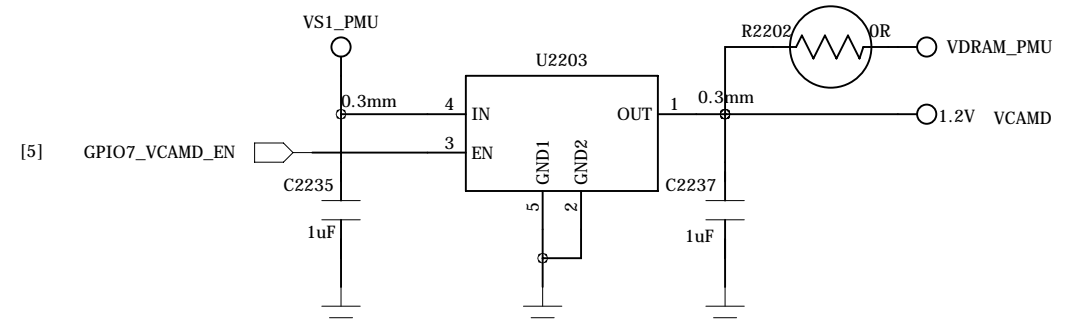 VS1_PMU
R2202
0R
VDRAM_PMU
U2203
0.3mm
4
IN
OUT
1
0.3mm
1.2V VCAMD
[5] GPIO7_VCAMD_EN
3
EN
GND1
GND2
C2235
1uF
5
2
C2237
1uF